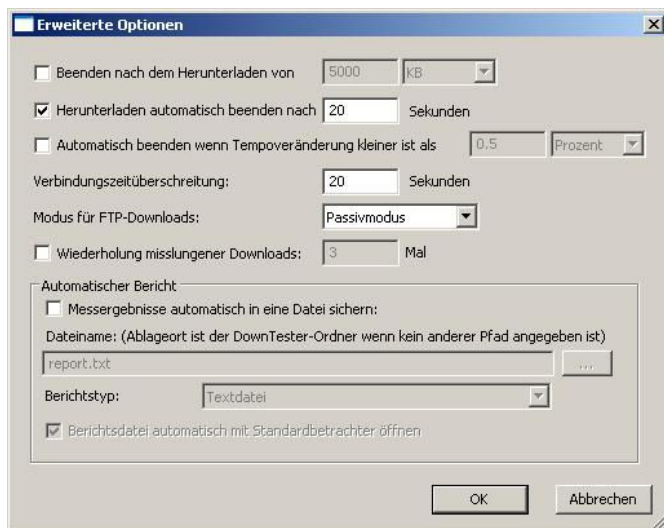 Erweiterte Optionen
Beenden nach dem Herunterladen von 5000 KB
Herunterladen automatisch beenden nach 20 Sekunden
Automatisch beenden wenn Tempoveränderung kleiner ist als 0.5 Prozent
Verbindungszeitüberschreitung: 20 Sekunden
Modus für FTP-Downloads: Passivmodus
Wiederholung misslungener Downloads: 3 Mal
Automatischer Bericht
Messergebnisse automatisch in eine Datei sichern:
Dateiname: (Ablageort ist der DownTester-Ordner wenn kein anderer Pfad angegeben ist)
report.txt ...
Berichtstyp: Textdatei
Berichtsdatei automatisch mit Standardbetrachter öffnen
OK Abbrechen